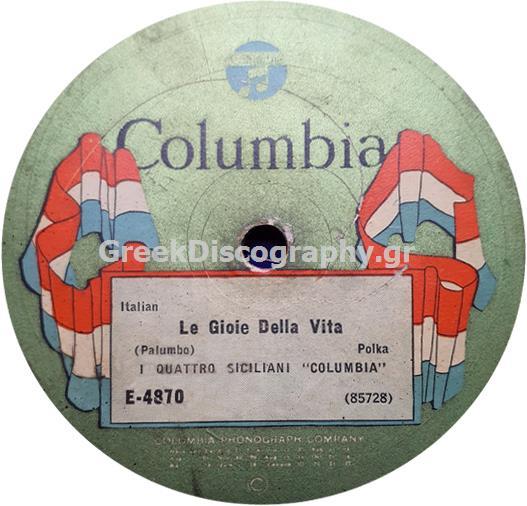 Columbia
GreekDiscography.gr
Italian
Le Gioie Della Vita
(Palumbo) Polka
I QUATTRO SICILIANI "COLUMBIA"
E-4870 (85728)
COLUMBIA PHONOGRAPH COMPANY
©